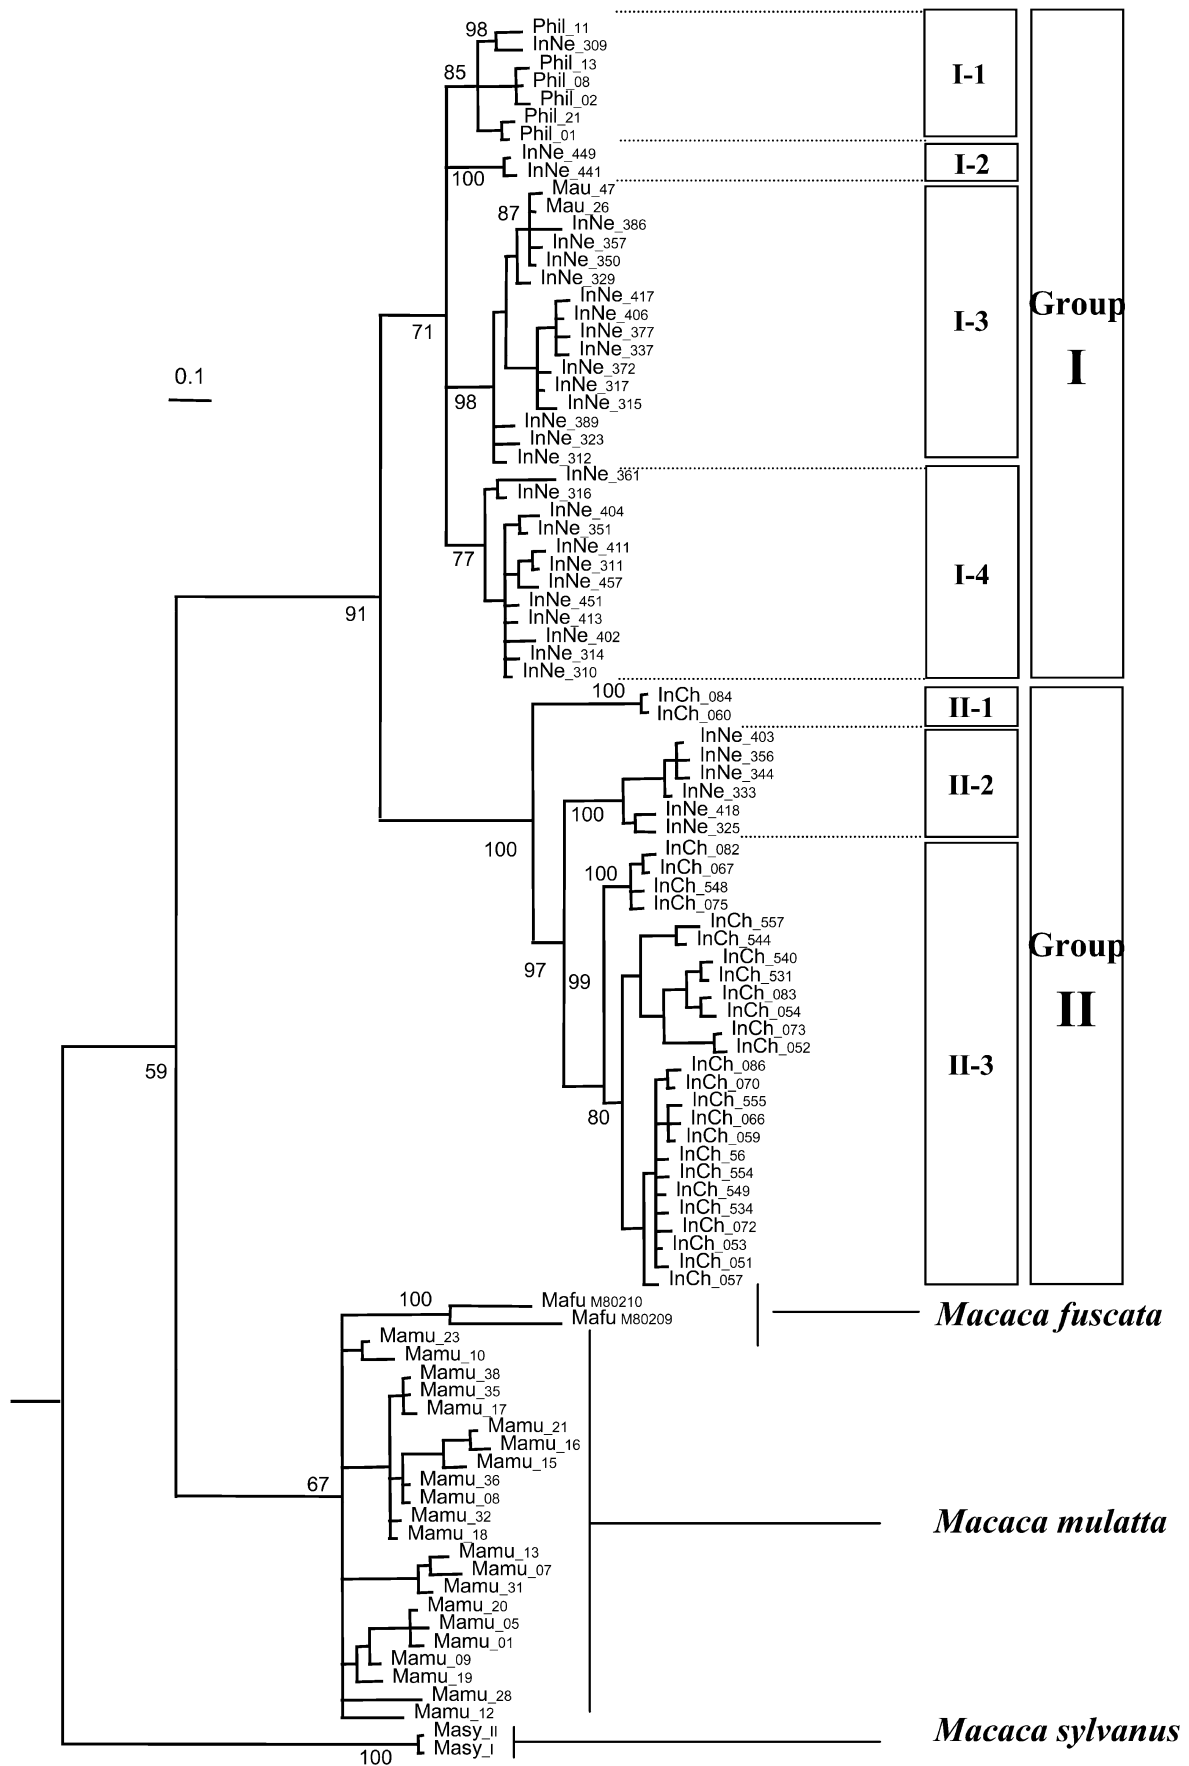 98
Phil_11
InNe_309
85
Phil_13
Phil_08
Phil_02
Phil_21
Phil_01
I-1
100
InNe_449
InNe_441
I-2
87
Mau_47
Mau_26
InNe_386
InNe_357
InNe_350
InNe_329
InNe_417
InNe_406
InNe_377
InNe_337
InNe_372
InNe_317
InNe_315
InNe_389
InNe_323
InNe_312
98
I-3
71
Group
I
0.1
InNe_361
InNe_316
InNe_404
InNe_351
InNe_411
InNe_311
InNe_457
InNe_451
InNe_413
InNe_402
InNe_314
InNe_310
77
I-4
91
100
InCh_084
InCh_060
II-1
InNe_403
InNe_356
InNe_344
InNe_333
InNe_418
InNe_325
100
II-2
100
InCh_082
InCh_067
InCh_548
InCh_075
100
InCh_557
InCh_544
InCh_540
InCh_531
InCh_083
InCh_054
InCh_073
InCh_052
97
99
Group
II
InCh_086
InCh_070
InCh_555
InCh_066
InCh_059
InCh_56
InCh_554
InCh_549
InCh_534
InCh_072
InCh_053
InCh_051
InCh_057
80
II-3
59
100
Mafu M80210
Mafu M80209
Macaca fuscata
Mamu_23
Mamu_10
Mamu_38
Mamu_35
Mamu_17
Mamu_21
Mamu_16
Mamu_15
Mamu_36
Mamu_08
Mamu_32
Mamu_18
67
Macaca mulatta
Mamu_13
Mamu_07
Mamu_31
Mamu_20
Mamu_05
Mamu_01
Mamu_09
Mamu_19
Mamu_28
Mamu_12
Masy_II
Masy_I
100
Macaca sylvanus